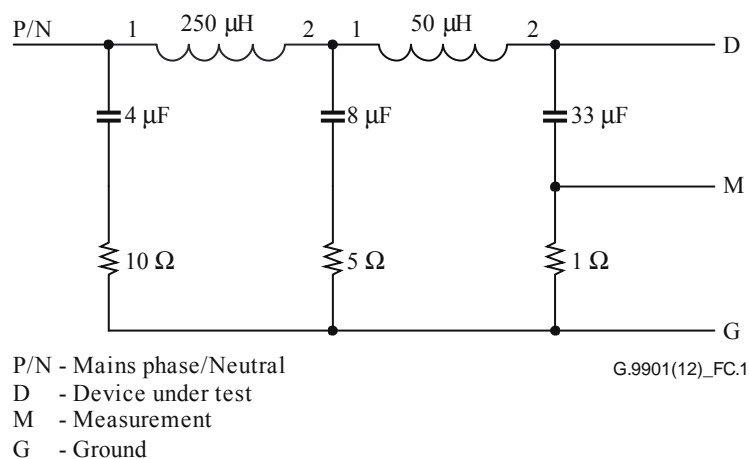 P/N 1 250 μH 2 1 50 μH 2 D
4 μF 8 μF 33 μF
M
10 Ω 5 Ω 1 Ω
G
P/N - Mains phase/Neutral G.9901(12)_FC.1
D - Device under test
M - Measurement
G - Ground